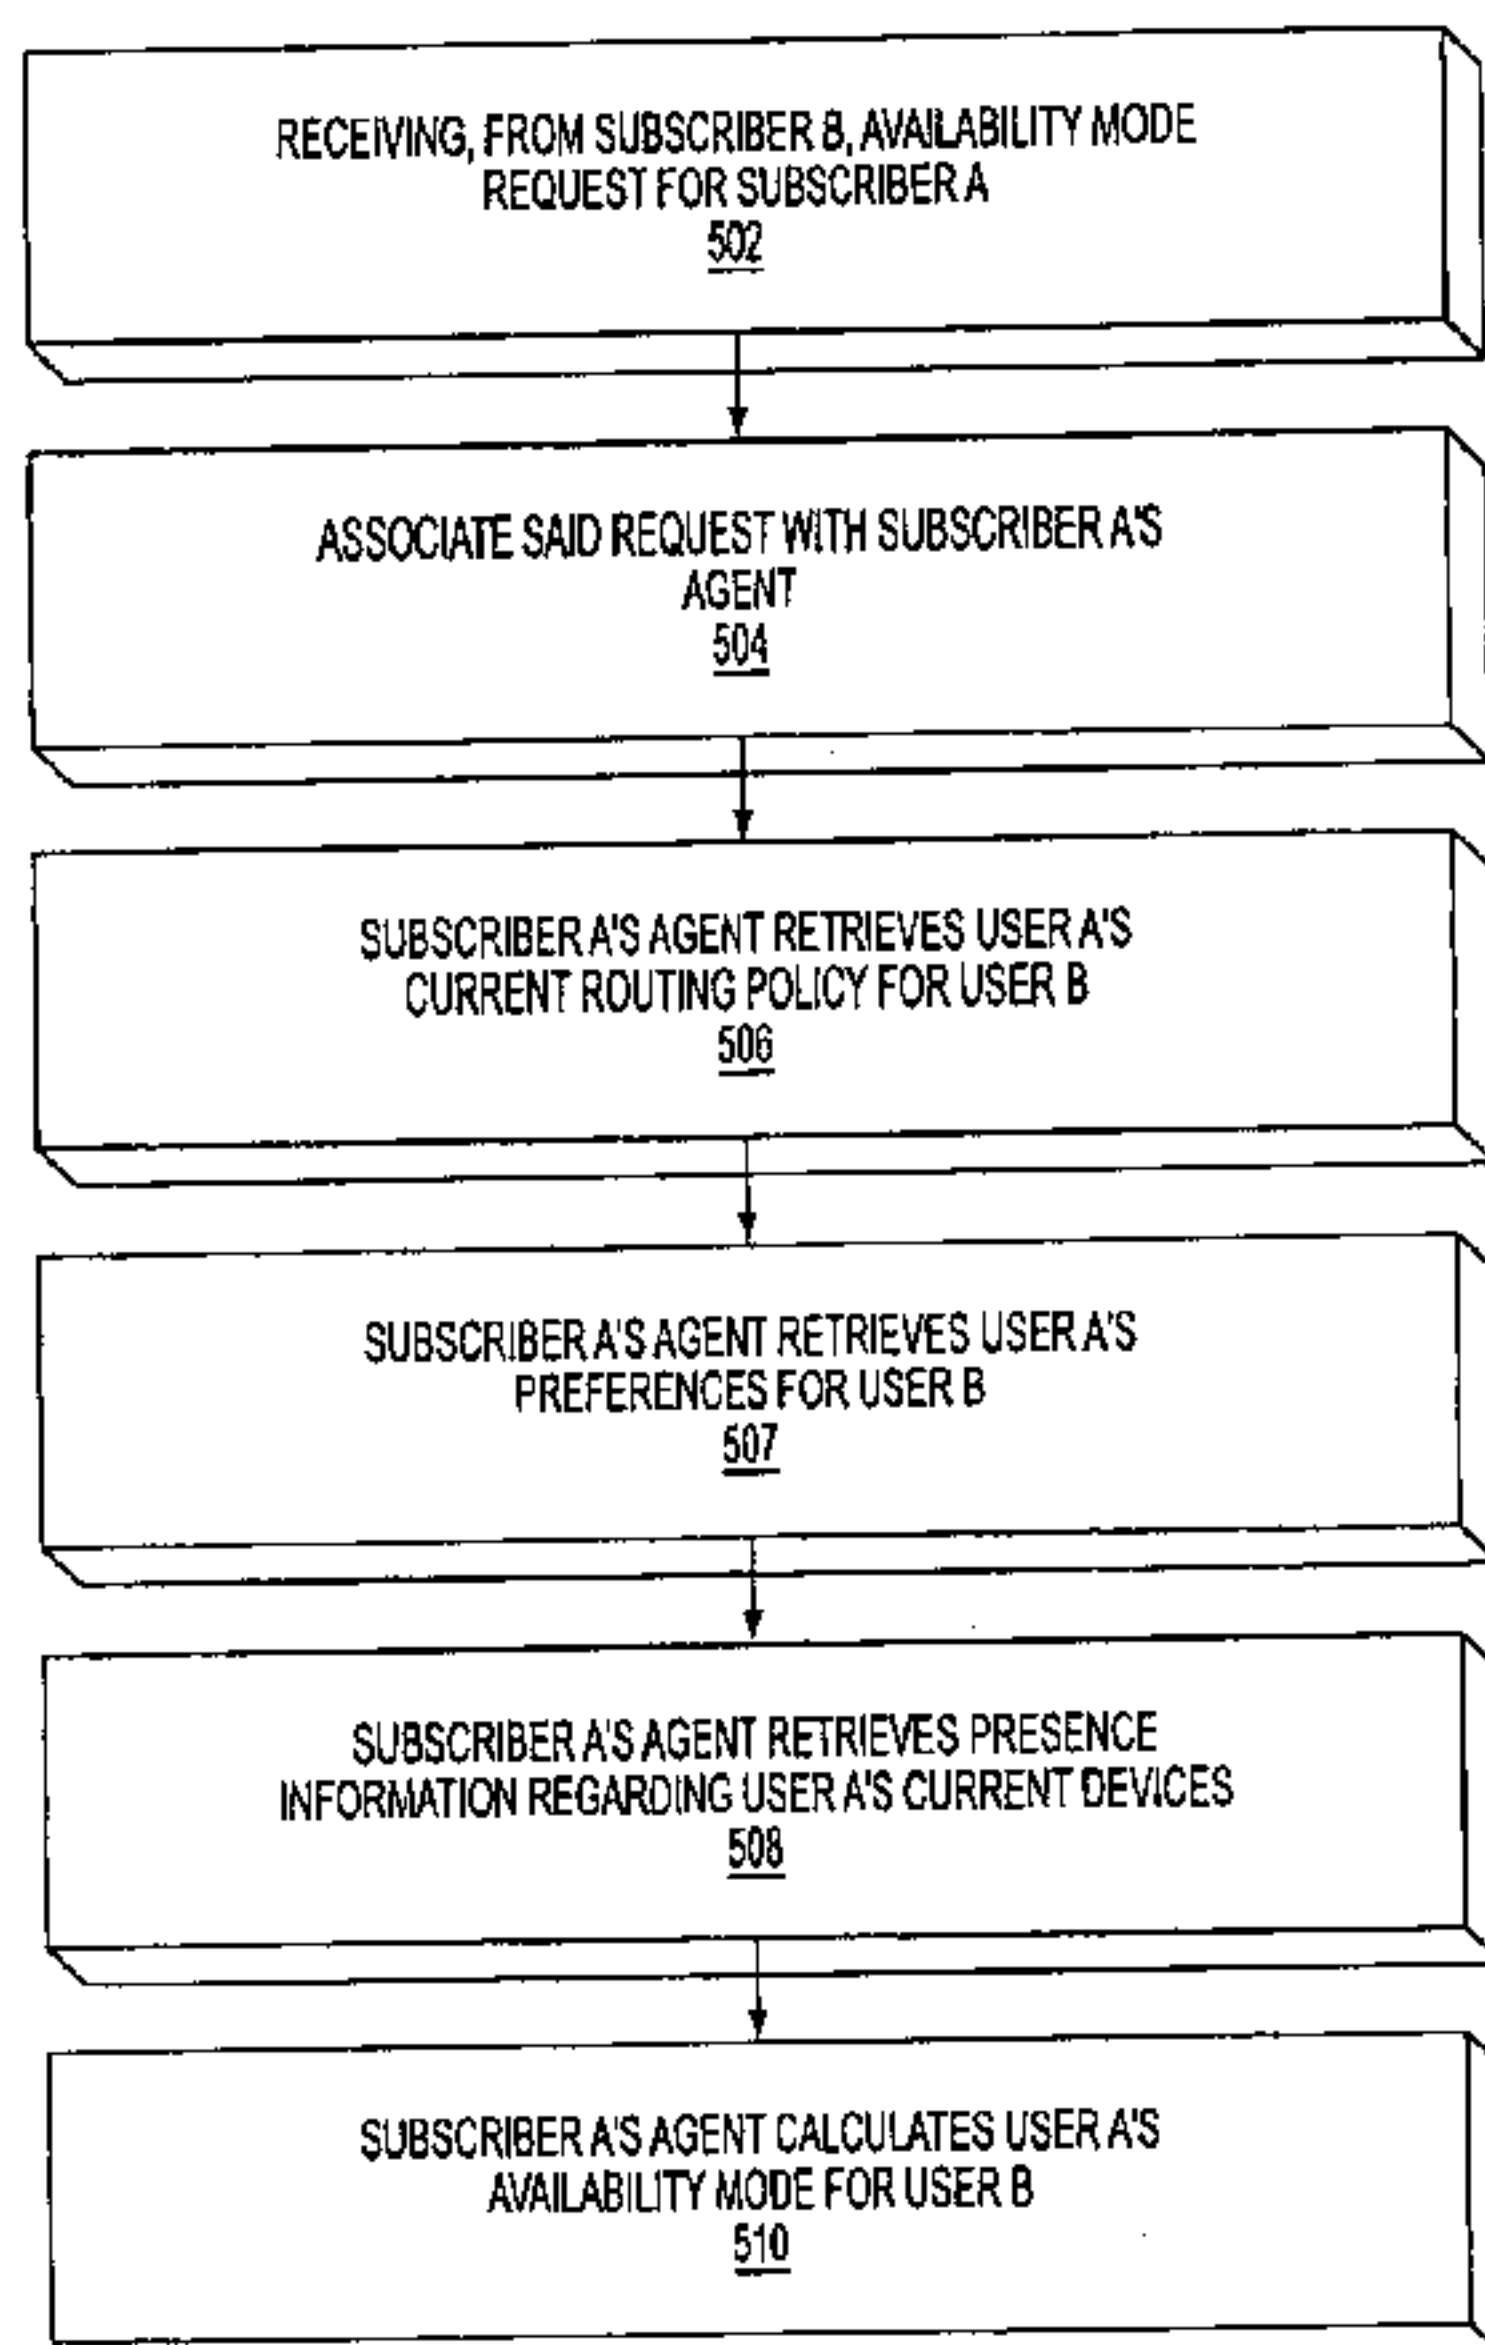 RECEIVING, FROM SUBSCRIBER B, AVAILABILITY MODE
REQUEST FOR SUBSCRIBER A
502
ASSOCIATE SAID REQUEST WITH SUBSCRIBER A'S
AGENT
504
SUBSCRIBER A'S AGENT RETRIEVES USER A'S
CURRENT ROUTING POLICY FOR USER B
506
SUBSCRIBER A'S AGENT RETRIEVES USER A'S
PREFERENCES FOR USER B
507
SUBSCRIBER A'S AGENT RETRIEVES PRESENCE
INFORMATION REGARDING USER A'S CURRENT DEVICES
508
SUBSCRIBER A'S AGENT CALCULATES USER A'S
AVAILABILITY MODE FOR USER B
510